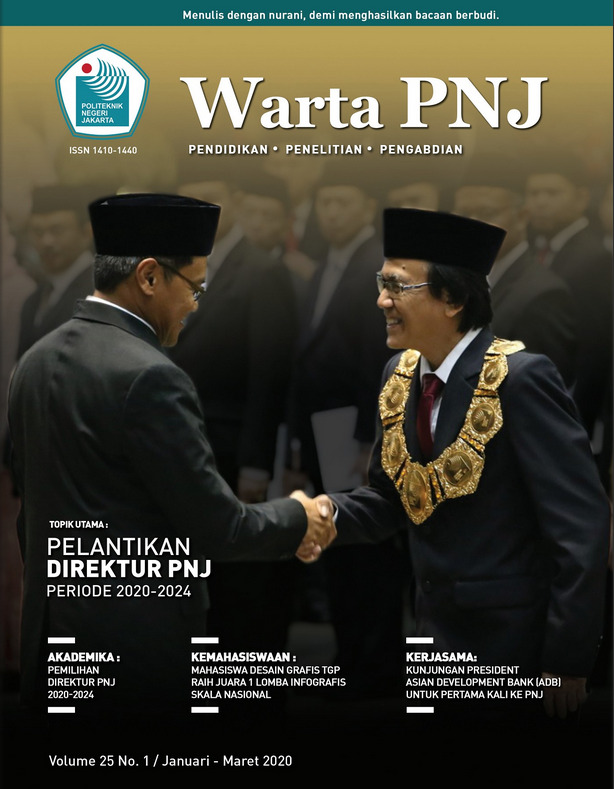 Menulis dengan nurani, demi menghasilkan bacaan berbudi.
POLITEKNIK
NEGERI
JAKARTA
ISSN 1410-1440
Warta PNJ
PENDIDIKAN • PENELITIAN • PENGABDIAN
TOPIK UTAMA :
PELANTIKAN
DIREKTUR PNJ
PERIODE 2020-2024
AKADEMIKA :
PEMILIHAN
DIREKTUR PNJ
2020-2024
KEMAHASISWAAN :
MAHASISWA DESAIN GRAFIS TGP
RAIH JUARA 1 LOMBA INFOGRAFIS
SKALA NASIONAL
KERJASAMA:
KUNJUNGAN PRESIDENT
ASIAN DEVELOPMENT BANK (ADB)
UNTUK PERTAMA KALI KE PNJ
Volume 25 No. 1 / Januari - Maret 2020